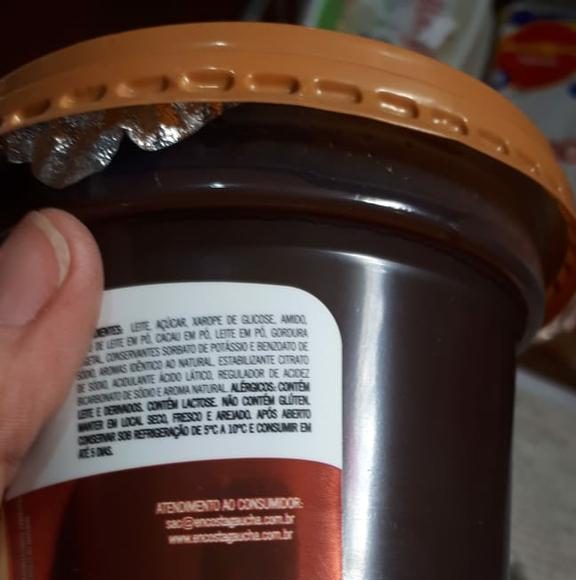 LEITE, AÇÚCAR, XAROPE DE GLICOSE, AMIDO,
DE LEITE EM PÓ, CACAU EM PÓ, LEITE EM PÓ, GORDURA
CONSERVANTES SORBATO DE POTÁSSIO E BENZOATO DE
SÓDIO, AROMAS IDÊNTICO AO NATURAL, ESTABILIZANTE CITRATO
DE SÓDIO, ACIDULANTE ÁCIDO LÁTICO, REGULADOR DE ACIDEZ
BICARBONATO DE SÓDIO E AROMA NATURAL. ALÉRGICOS: CONTÉM
LEITE E DERIVADOS. CONTÉM LACTOSE. NÃO CONTÉM GLÚTEN.
MANTER EM LOCAL SECO, FRESCO E AREJADO. APÓS ABERTO
CONSERVAR SOB REFRIGERAÇÃO DE 5°C A 10°C E CONSUMIR EM
ATÉ 5 DIAS.
ATENDIMENTO AO CONSUMIDOR:
sac@encostagaucha.com.br
www.encostagaucha.com.br